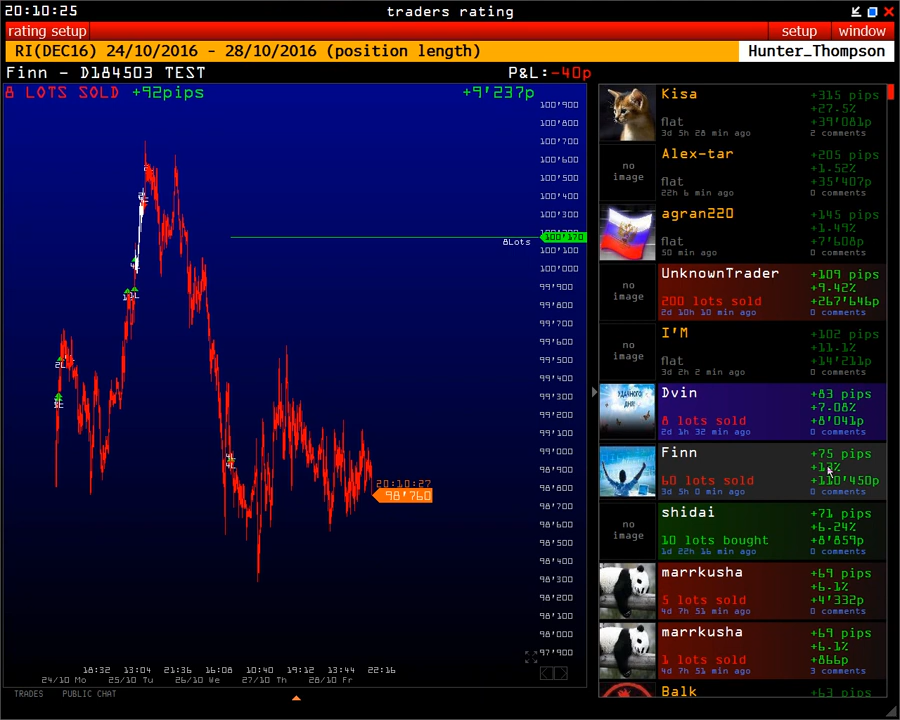 20:10:25
traders rating
rating setup
setup
window
RI(DEC16) 24/10/2016 - 28/10/2016 (position length)
Hunter_Thompson
Finn - D184503 TEST
P&L:-40p
8 LOTS SOLD +92pips
+9'237p
100'900
100'800
100'700
100'600
100'500
100'400
100'300
8Lots
100'170
100'100
100'000
99'900
99'800
99'700
99'600
99'500
99'400
99'300
99'200
99'100
99'000
98'900
98'800
98'700
98'600
98'500
98'400
98'300
98'200
98'100
98'000
97'900
20:10:27
98'760
18:32 13:04 21:36 16:08 10:40 19:12 13:44 22:16
24/10 Mo 25/10 Tu 26/10 We 27/10 Th 28/10 Fr
TRADES
PUBLIC CHAT
Kisa
+315 pips
+27.5%
flat
+39'081p
3d 5h 28 min ago
2 comments
no image
Alex-tar
+205 pips
+1.52%
flat
+35'407p
22h 6 min ago
0 comments
agran220
+145 pips
+1.49%
flat
+7'608p
50 min ago
0 comments
no image
UnknownTrader
+109 pips
+9.42%
200 lots sold
+267'646p
2d 10h 10 min ago
0 comments
no image
I'M
+102 pips
+11.1%
flat
+14'211p
3d 2h 2 min ago
0 comments
УДАЧНОГО
ДНЯ!
Dvin
+83 pips
+7.08%
8 lots sold
+8'041p
2d 1h 32 min ago
0 comments
Finn
+75 pips
60 lots sold
+110'450p
3d 5h 0 min ago
0 comments
no image
shidai
+71 pips
+6.24%
10 lots bought
+8'859p
1d 22h 16 min ago
0 comments
marrkusha
+69 pips
+6.1%
5 lots sold
+4'332p
4d 7h 51 min ago
0 comments
marrkusha
+69 pips
+6.1%
1 lots sold
+866p
4d 7h 51 min ago
3 comments
Balk
+63 pips